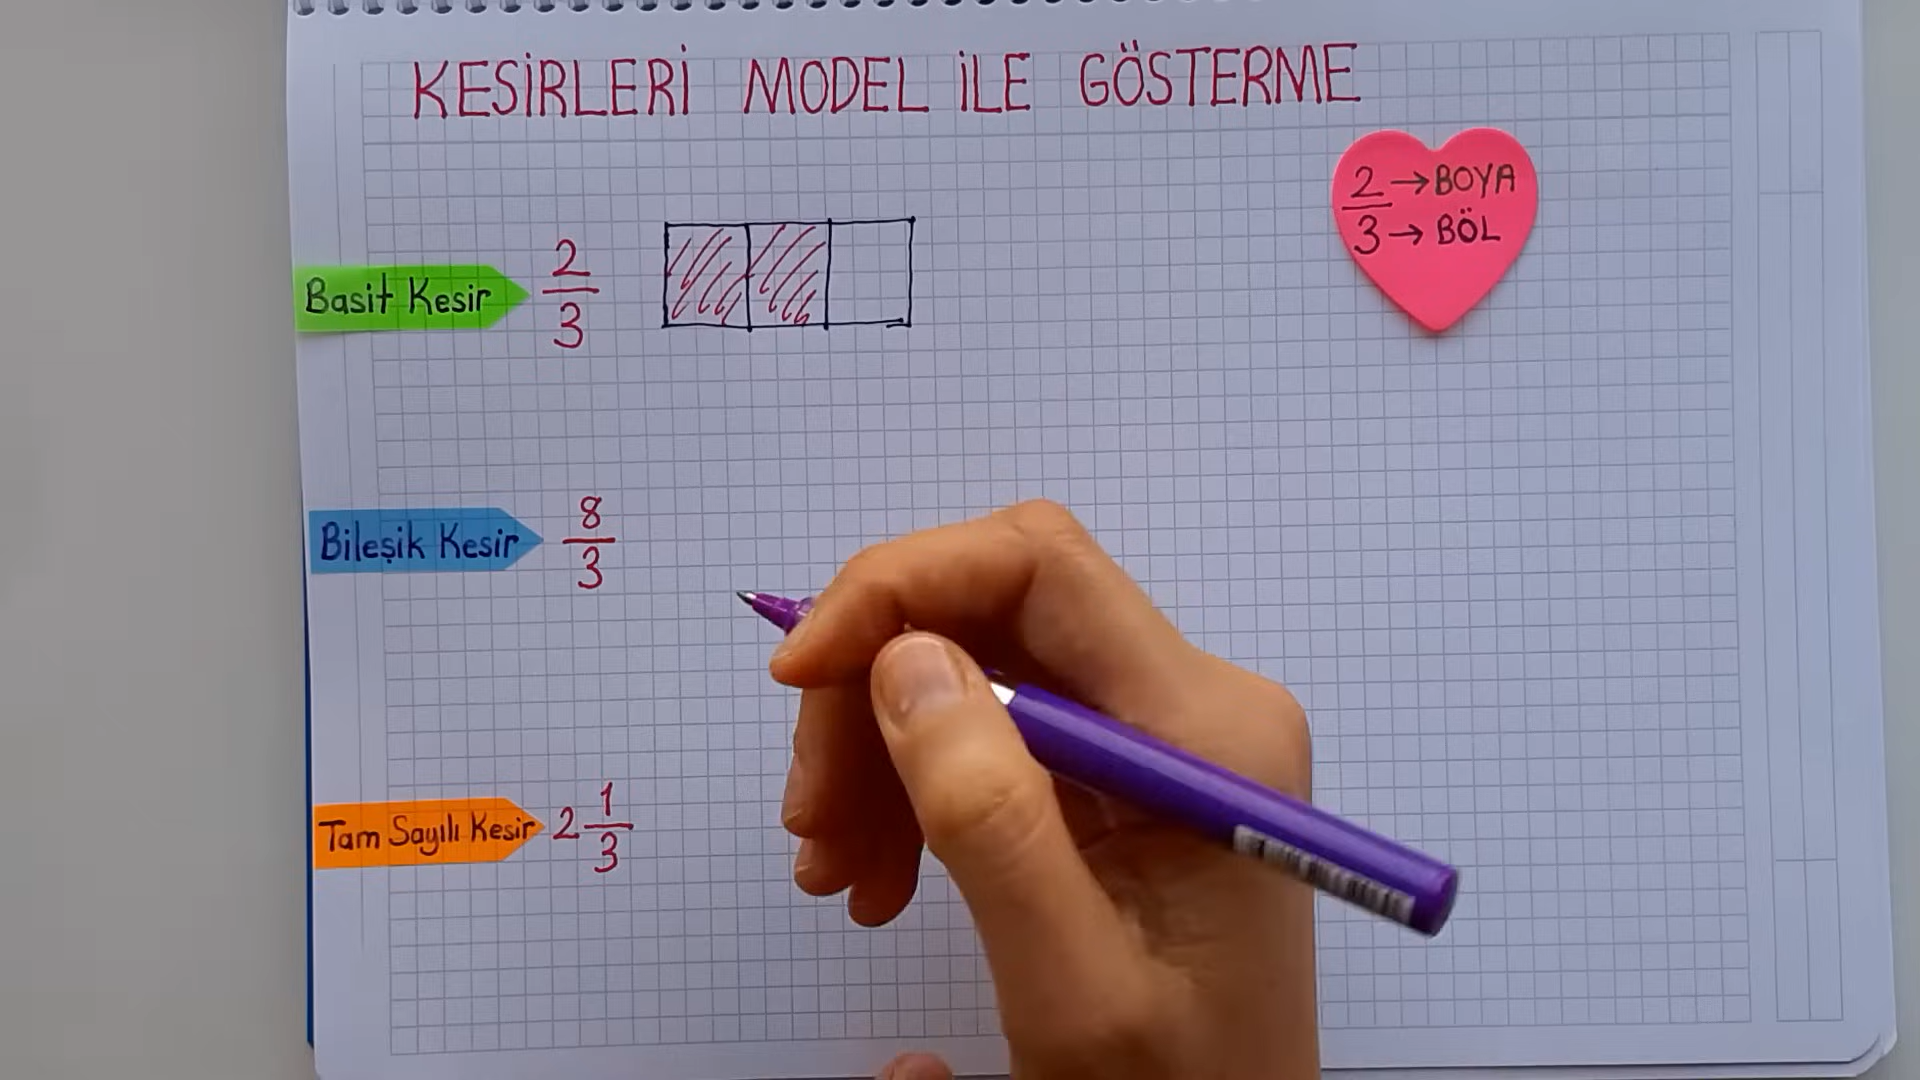 KESİRLERİ MODEL İLE GÖSTERME
2 → BOYA
3 → BÖL
Basit Kesir 2/3
Bileşik Kesir 8/3
Tam Sayılı Kesir 2 1/3